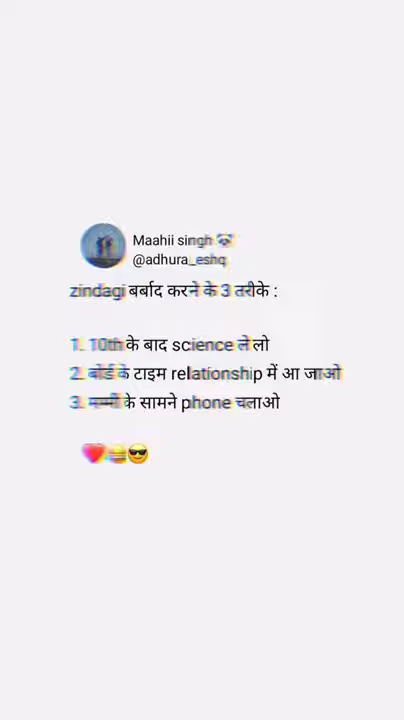 Maahii singh
@adhura_eshq
zindagi बर्बाद करने के 3 तरीके :
1. 10th के बाद science ले लो
2. बोर्ड के टाइम relationship में आ जाओ
3. मम्मी के सामने phone चलाओ